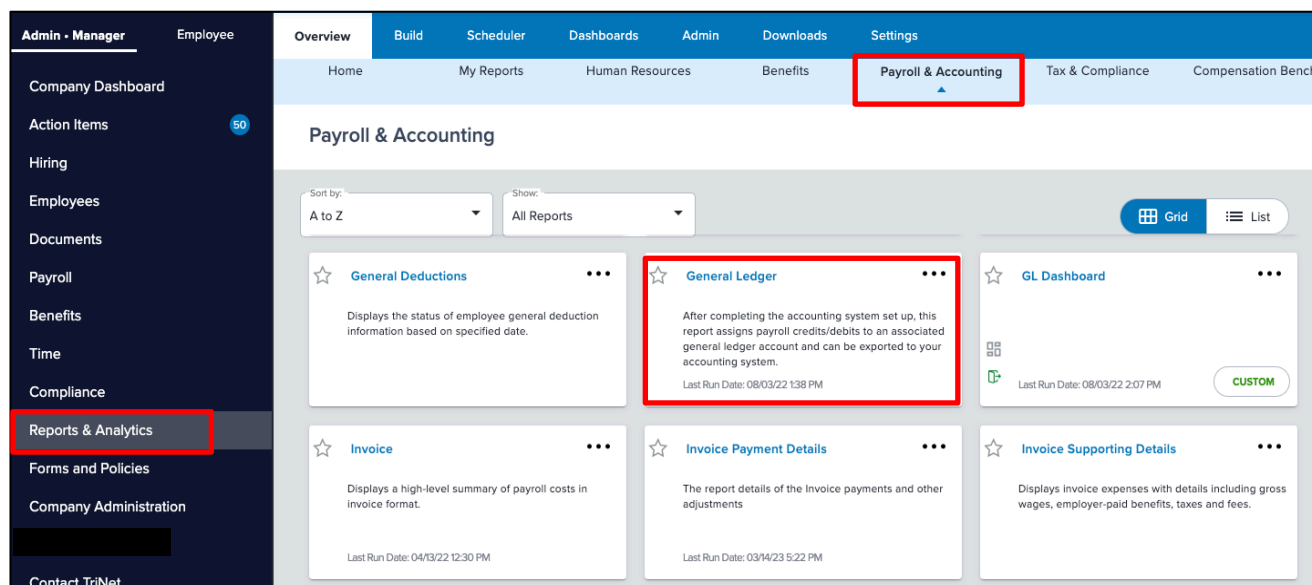 Admin • Manager
Employee
Company Dashboard
Action Items
50
Hiring
Employees
Documents
Payroll
Benefits
Time
Compliance
Reports & Analytics
Forms and Policies
Company Administration
Contact TriNet
Overview
Build
Scheduler
Dashboards
Admin
Downloads
Settings
Home
My Reports
Human Resources
Benefits
Payroll & Accounting
Tax & Compliance
Compensation Bench
Payroll & Accounting
Sort by:
A to Z
Show:
All Reports
Grid
List
General Deductions
Displays the status of employee general deduction
information based on specified date.
General Ledger
After completing the accounting system set up, this
report assigns payroll credits/debits to an associated
general ledger account and can be exported to your
accounting system.
Last Run Date: 08/03/22 1:38 PM
GL Dashboard
Last Run Date: 08/03/22 2:07 PM
CUSTOM
Invoice
Displays a high-level summary of payroll costs in
invoice format.
Last Run Date: 04/13/22 12:30 PM
Invoice Payment Details
The report details of the Invoice payments and other
adjustments
Last Run Date: 03/14/23 5:22 PM
Invoice Supporting Details
Displays invoice expenses with details including gross
wages, employer-paid benefits, taxes and fees.